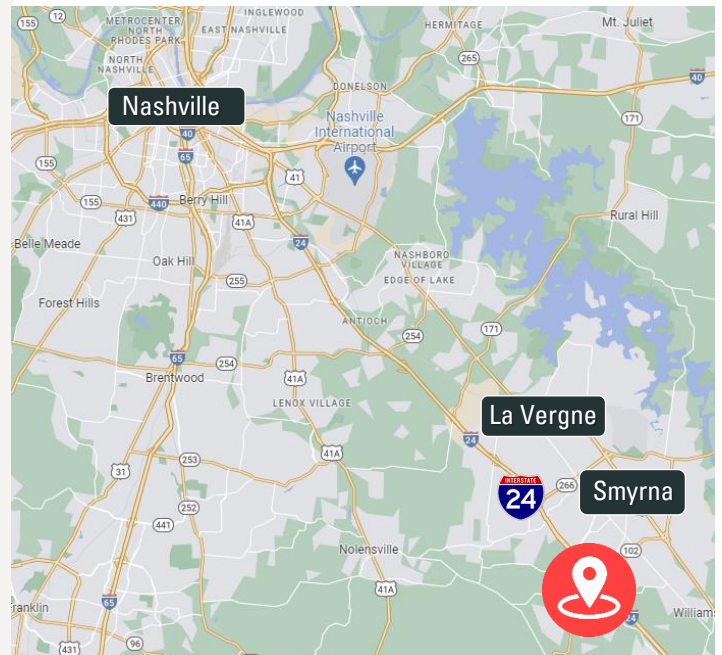 INGLEWOOD
12
155
METROCENTER
NORTH
RHODES PARK
EAST NASHVILLE
HERMITAGE
Mt. Juliet
NORTH
NASHVILLE
265
DONELSON
40
Nashville
Nashville
International
Airport
171
40
65
155
41
155
440
Berry Hill
431
41A
24
Rural Hill
Belle Meade
Oak Hill
NASHBORO
VILLAGE
255
EDGE OF LAKE
Forest Hills
ANTIOCH
171
254
65
254
Brentwood
41A
LENOX VILLAGE
La Vergne
24
41A
31
253
INTERSTATE
24
266
Smyrna
252
441
Nolensville
102
41A
65
ranklin
24
Williams
96
431